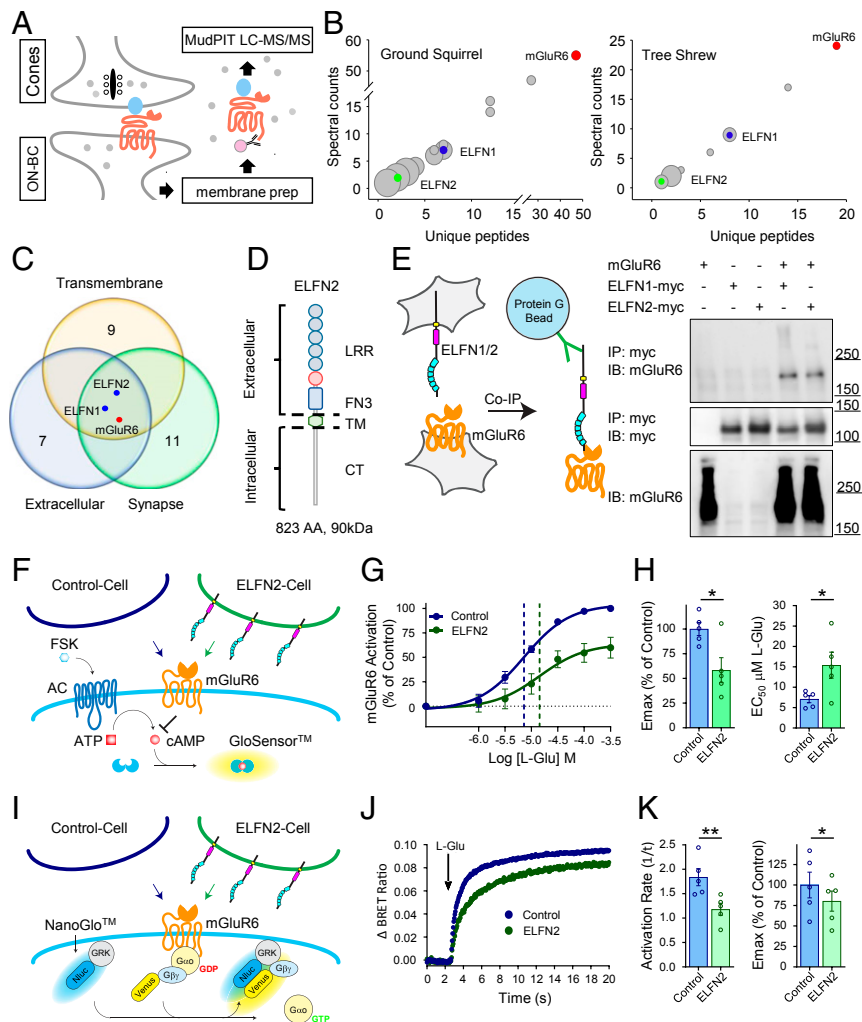 A
Cones
ON-BC
MudPIT LC-MS/MS
membrane prep
B
Spectral counts
60
50
40
15
10
5
0
Ground Squirrel
mGluR6
ELFN1
ELFN2
0 5 10 15 30 40 50
Unique peptides
Spectral counts
25
20
15
10
5
0
Tree Shrew
mGluR6
ELFN1
ELFN2
0 5 10 15 20
Unique peptides
C
Transmembrane
9
ELFN2
ELFN1
mGluR6
7
11
Extracellular
Synapse
D
ELFN2
Extracellular
Intracellular
LRR
FN3
TM
CT
823 AA, 90kDa
E
ELFN1/2
mGluR6
Co-IP
Protein G
Bead
mGluR6 + - - + +
ELFN1-myc - + - + -
ELFN2-myc - - + - +
IP: myc
IB: mGluR6
250
150
IP: myc
IB: myc
100
IB: mGluR6
250
150
F
Control-Cell
ELFN2-Cell
FSK
AC
mGluR6
ATP
cAMP
GloSensor™
G
mGluR6 Activation
(% of Control)
100
75
50
25
0
Control
ELFN2
-6.0 -5.5 -5.0 -4.5 -4.0 -3.5
Log [L-Glu] M
H
Emax (% of Control)
125
100
75
50
25
0
*
Control
ELFN2
EC50 μM L-Glu
30
25
20
15
10
5
0
*
Control
ELFN2
I
Control-Cell
ELFN2-Cell
NanoGlo™
mGluR6
GRK
Nluc
Venus
Gβγ
Gαo
GDP
GRK
Nluc
Venus
Gβγ
Gαo
GTP
J
Δ BRET Ratio
0.10
0.08
0.06
0.04
0.02
0.00
L-Glu
Control
ELFN2
0 2 4 6 8 10 12 14 16 18 20
Time (s)
K
Activation Rate (1/t)
2.5
2.0
1.5
1.0
0.5
0
**
Control
ELFN2
Emax (% of Control)
150
125
100
75
50
25
0
*
Control
ELFN2